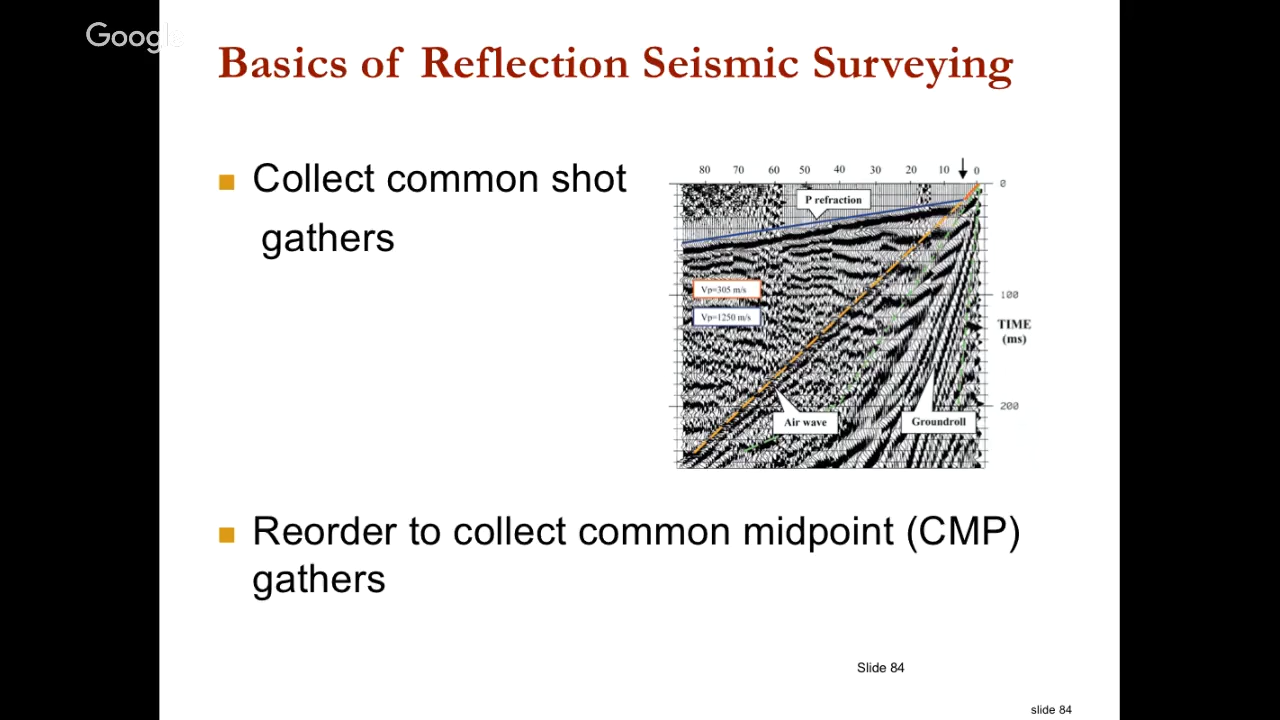 Google
Basics of Reflection Seismic Surveying
Collect common shot
gathers
80 70 60 50 40 30 20 10 0
0
P refraction
Vp=305 m/s
100
Vp=1250 m/s
TIME
(ms)
200
Air wave
Groundroll
Reorder to collect common midpoint (CMP)
gathers
Slide 84
slide 84